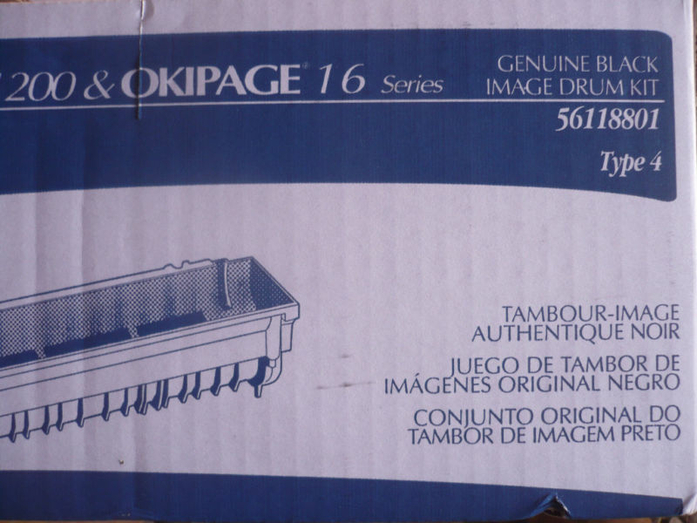 200 & OKIPAGE® 16 Series
GENUINE BLACK
IMAGE DRUM KIT
56118801
Type 4
TAMBOUR-IMAGE
AUTHENTIQUE NOIR
JUEGO DE TAMBOR DE
IMÁGENES ORIGINAL NEGRO
CONJUNTO ORIGINAL DO
TAMBOR DE IMAGEM PRETO